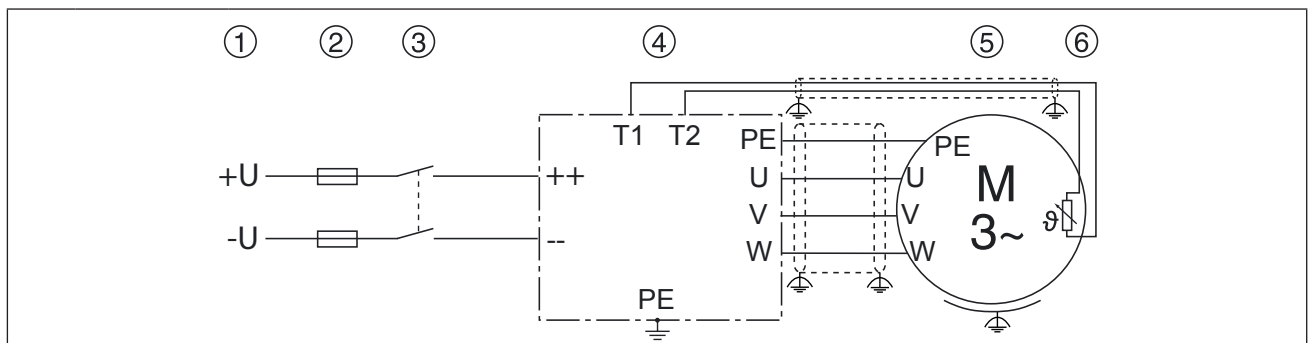 ① ② ③ ④ ⑤ ⑥
T1 T2 PE PE
+U ++ U U M
V V 3~ ϑ
-U -- W W
PE